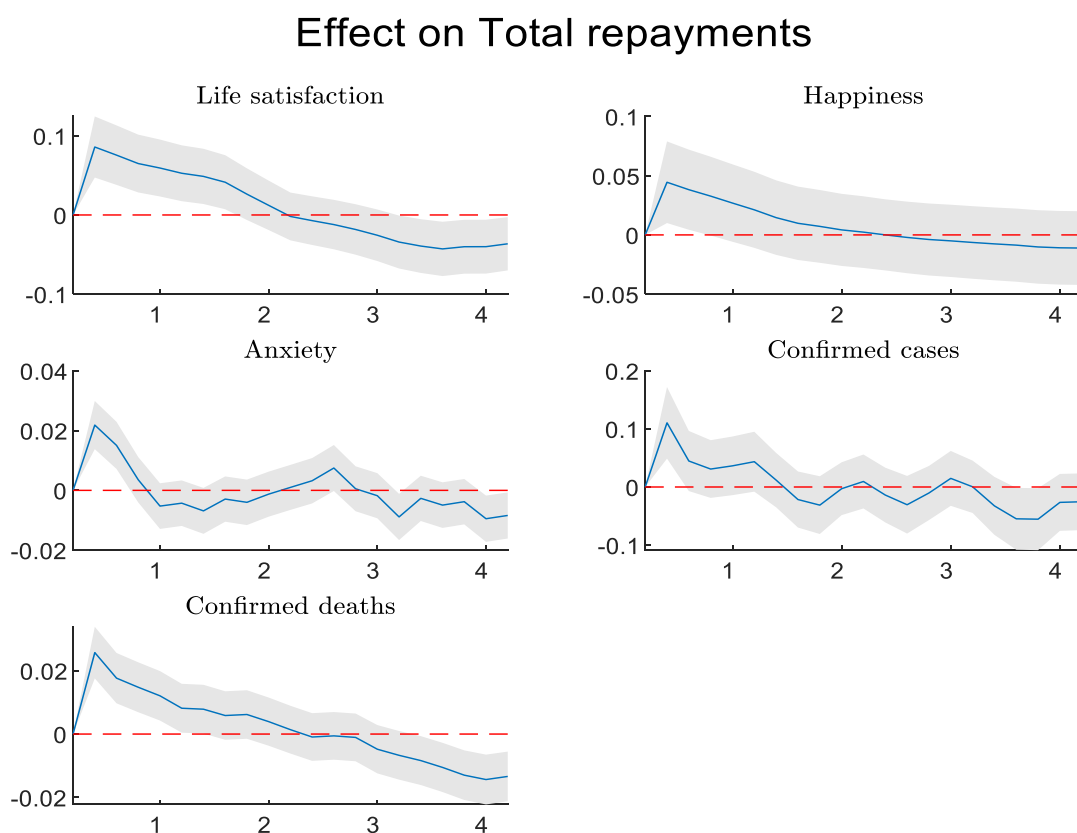 Effect on Total repayments
Life satisfaction
0.1
0
-0.1
1 2 3 4
Happiness
0.1
0.05
0
-0.05
1 2 3 4
Anxiety
0.04
0.02
0
-0.02
1 2 3 4
Confirmed cases
0.2
0.1
0
-0.1
1 2 3 4
Confirmed deaths
0.02
0
-0.02
1 2 3 4